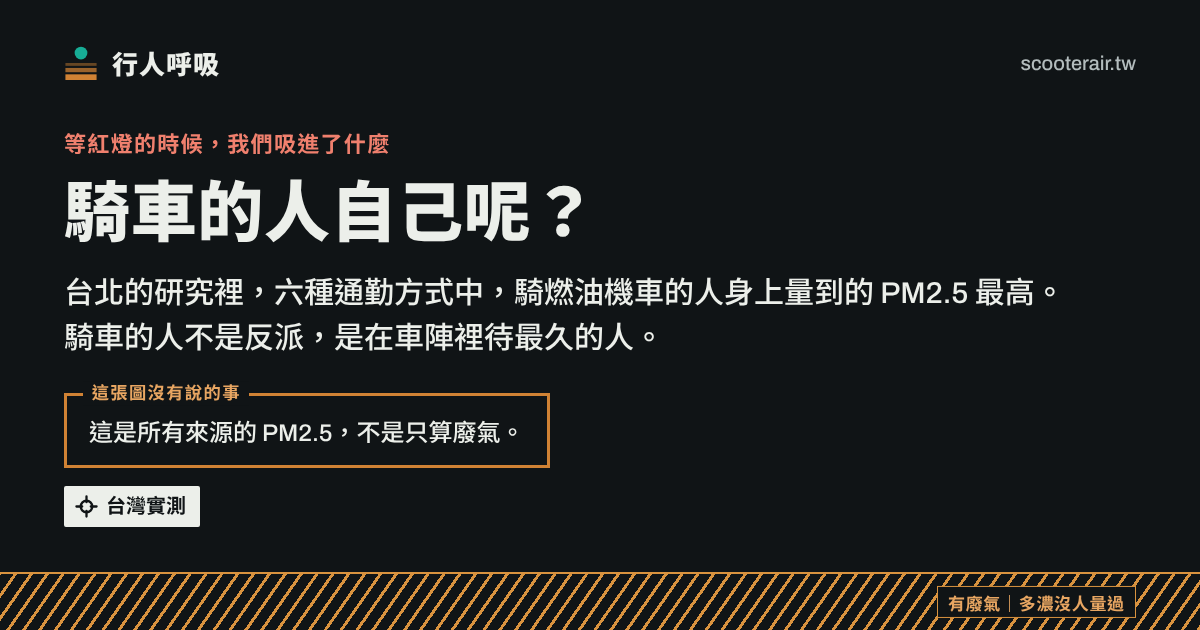 行人呼吸
scooterair.tw
等紅燈的時候，我們吸進了什麼
騎車的人自己呢？
台北的研究裡，六種通勤方式中，騎燃油機車的人身上量到的 PM2.5 最高。
騎車的人不是反派，是在車陣裡待最久的人。
這張圖沒有說的事
這是所有來源的 PM2.5，不是只算廢氣。
台灣實測
有廢氣｜多濃沒人量過